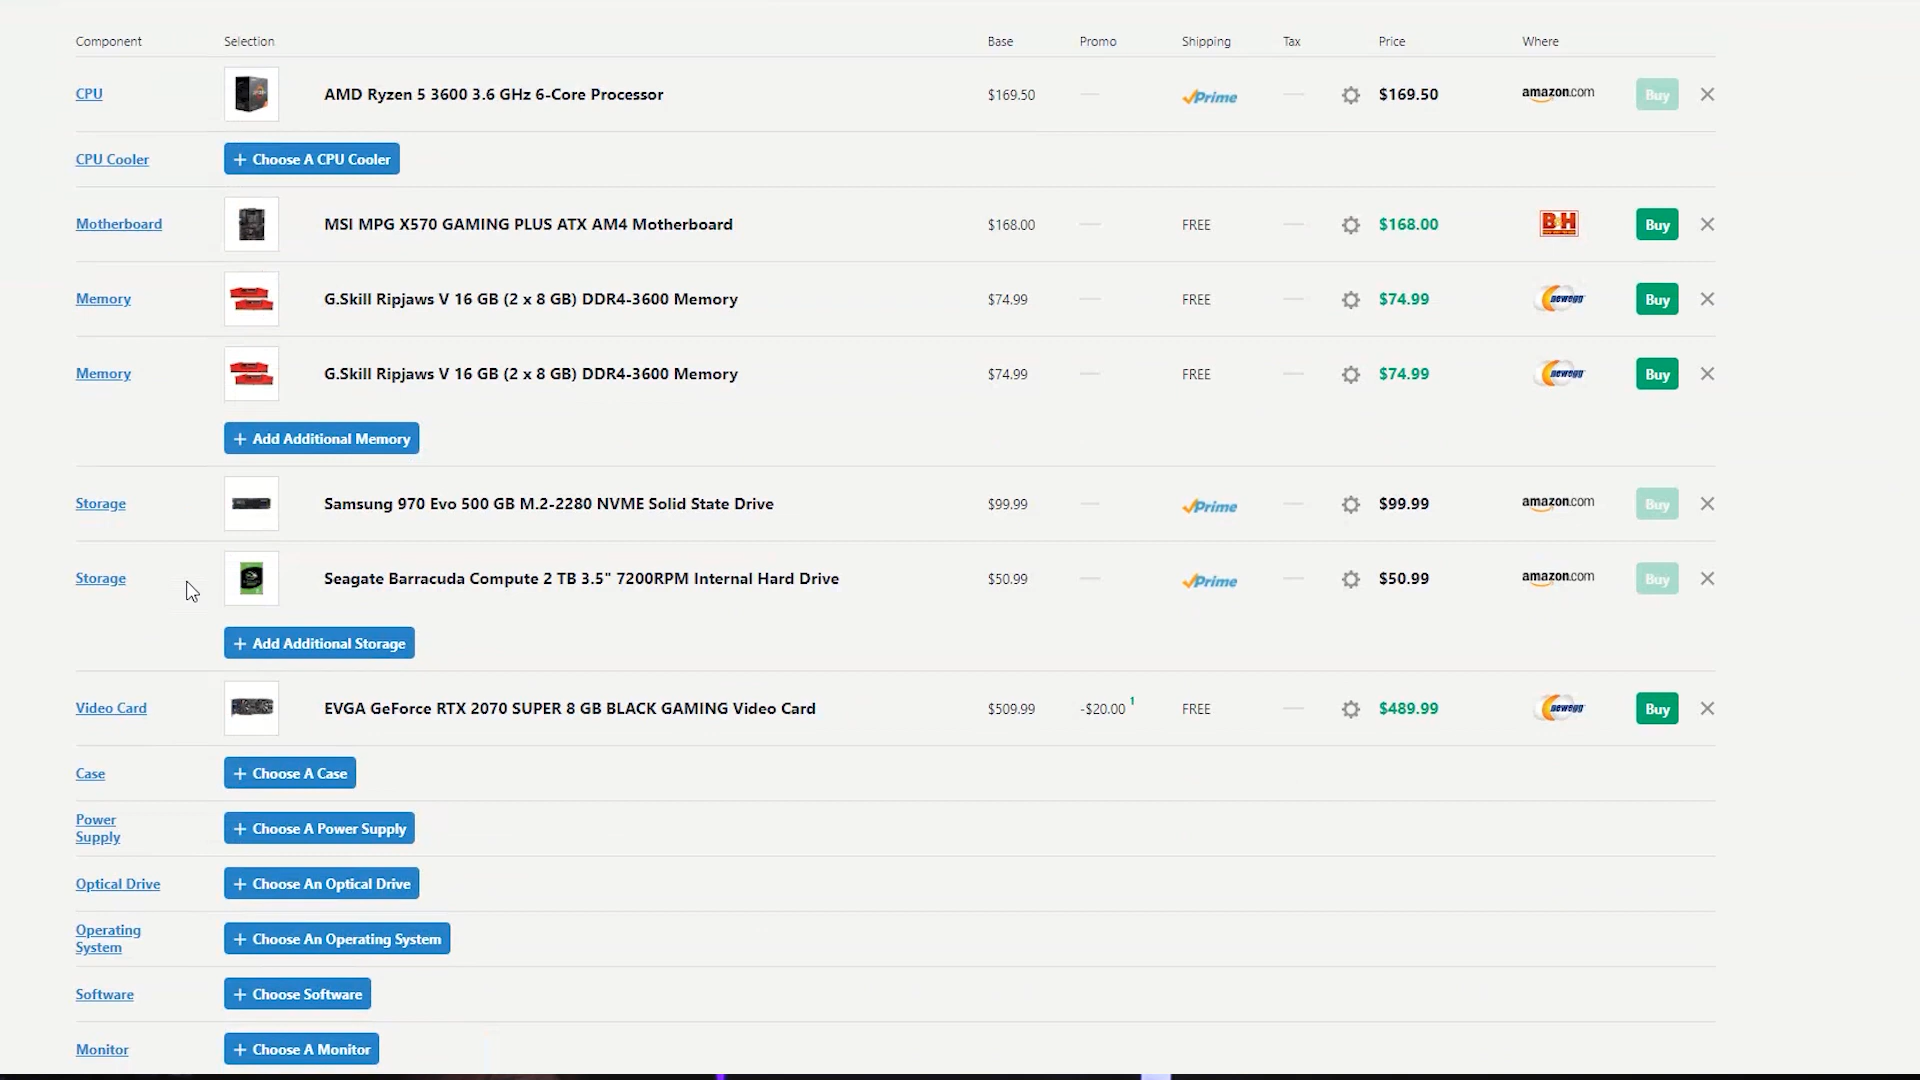 Component Selection Base Promo Shipping Tax Price Where
CPU AMD Ryzen 5 3600 3.6 GHz 6-Core Processor $169.50 — Prime — $169.50 amazon.com Buy
CPU Cooler + Choose A CPU Cooler
Motherboard MSI MPG X570 GAMING PLUS ATX AM4 Motherboard $168.00 — FREE — $168.00 B&H Buy
Memory G.Skill Ripjaws V 16 GB (2 x 8 GB) DDR4-3600 Memory $74.99 — FREE — $74.99 newegg Buy
Memory G.Skill Ripjaws V 16 GB (2 x 8 GB) DDR4-3600 Memory $74.99 — FREE — $74.99 newegg Buy
+ Add Additional Memory
Storage Samsung 970 Evo 500 GB M.2-2280 NVME Solid State Drive $99.99 — Prime — $99.99 amazon.com Buy
Storage Seagate Barracuda Compute 2 TB 3.5" 7200RPM Internal Hard Drive $50.99 — Prime — $50.99 amazon.com Buy
+ Add Additional Storage
Video Card EVGA GeForce RTX 2070 SUPER 8 GB BLACK GAMING Video Card $509.99 -$20.00 1 FREE — $489.99 newegg Buy
Case + Choose A Case
Power
Supply + Choose A Power Supply
Optical Drive + Choose An Optical Drive
Operating
System + Choose An Operating System
Software + Choose Software
Monitor + Choose A Monitor